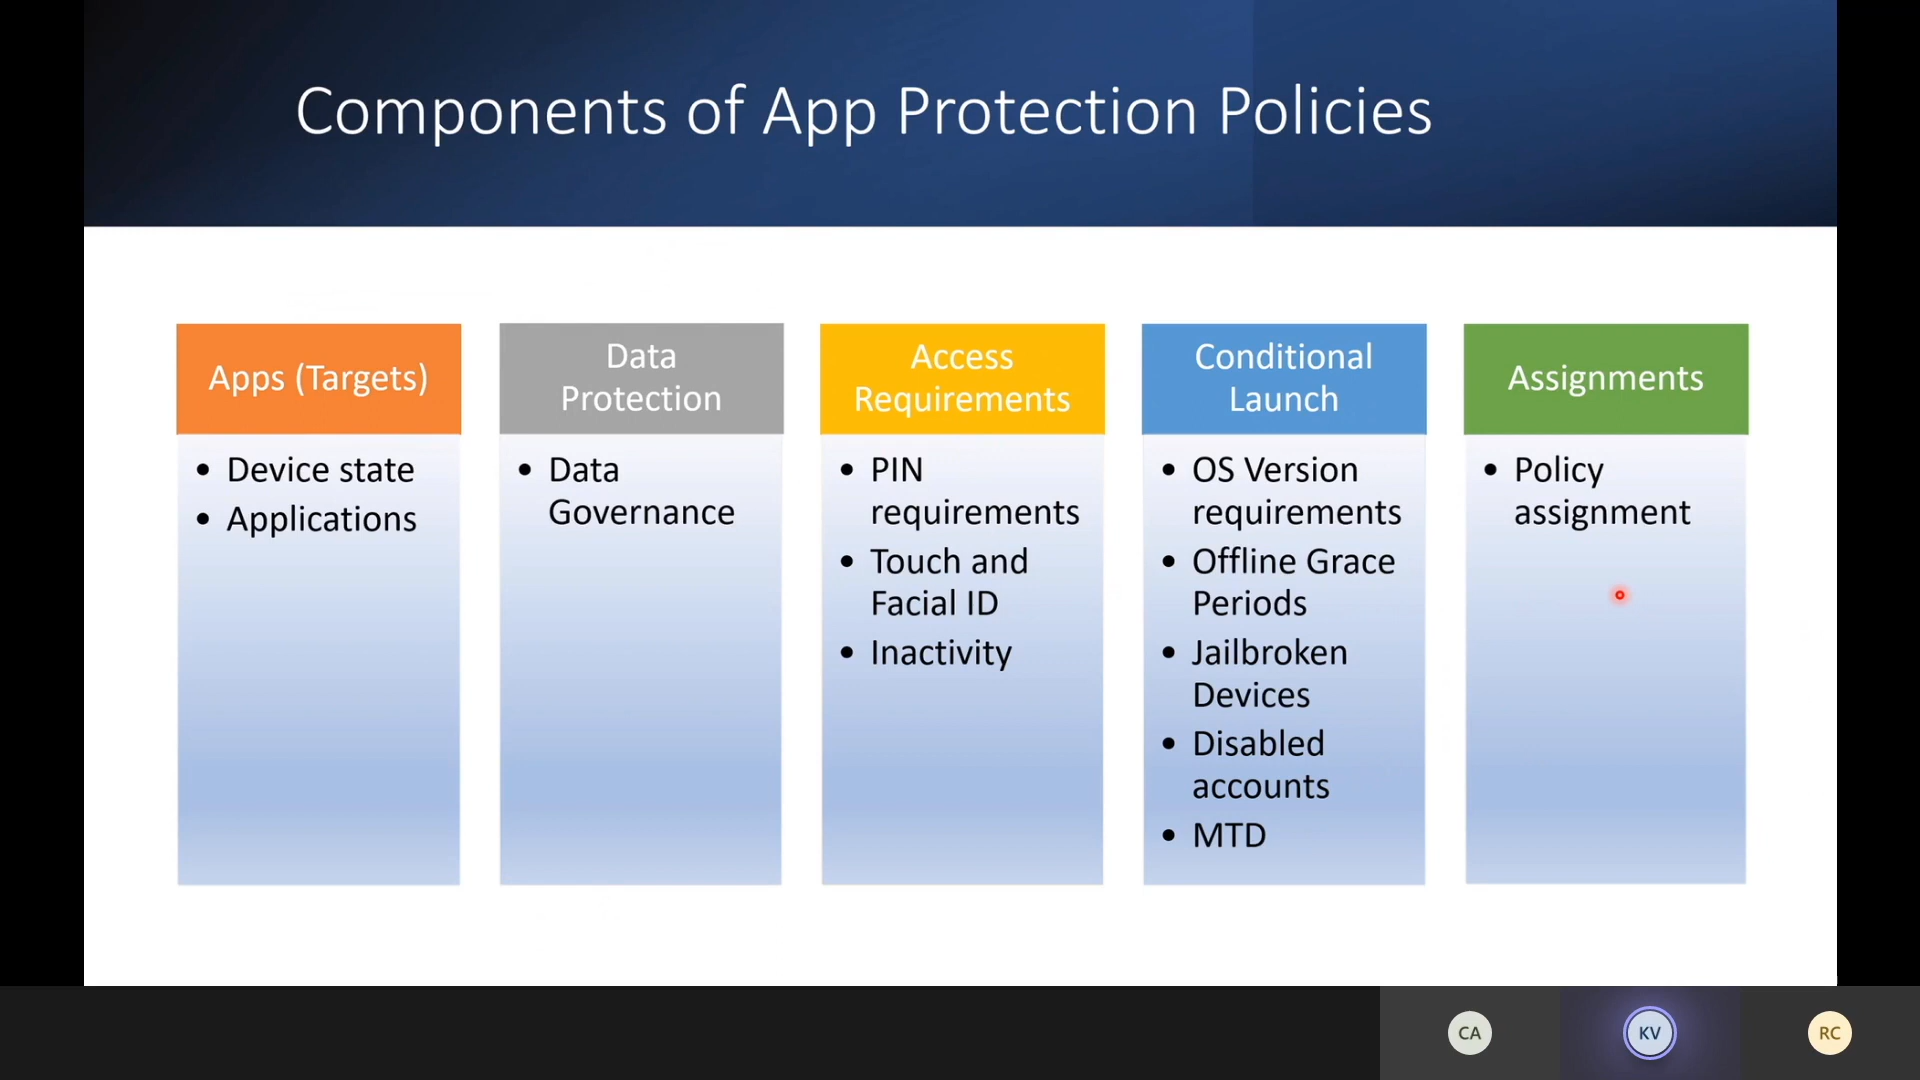 Components of App Protection Policies
Apps (Targets)
• Device state
• Applications
Data
Protection
• Data
Governance
Access
Requirements
• PIN
requirements
• Touch and
Facial ID
• Inactivity
Conditional
Launch
• OS Version
requirements
• Offline Grace
Periods
• Jailbroken
Devices
• Disabled
accounts
• MTD
Assignments
• Policy
assignment
CA
KV
RC